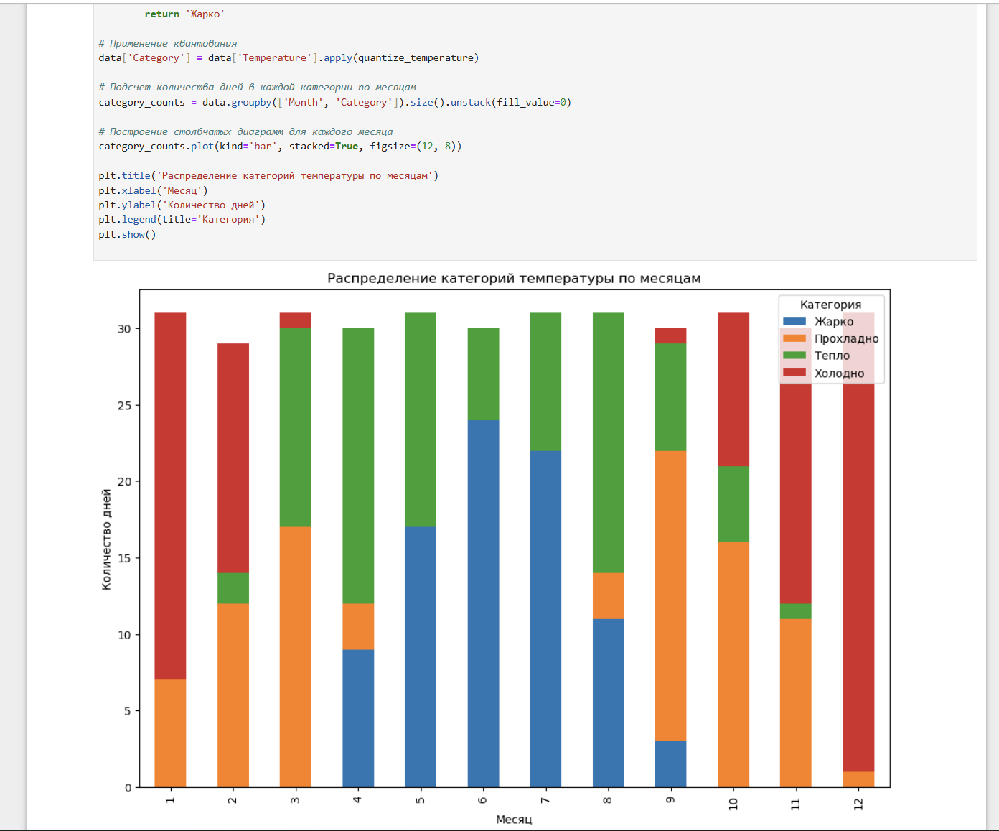 return 'Жарко'
# Применение квантования
data['Category'] = data['Temperature'].apply(quantize_temperature)
# Подсчет количества дней в каждой категории по месяцам
category_counts = data.groupby(['Month', 'Category']).size().unstack(fill_value=0)
# Построение столбчатых диаграмм для каждого месяца
category_counts.plot(kind='bar', stacked=True, figsize=(12, 8))
plt.title('Распределение категорий температуры по месяцам')
plt.xlabel('Месяц')
plt.ylabel('Количество дней')
plt.legend(title='Категория')
plt.show()
Распределение категорий температуры по месяцам
Категория
Жарко
Прохладно
Тепло
Холодно
Количество дней
30
25
20
15
10
5
0
1 2 3 4 5 6 7 8 9 10 11 12
Месяц